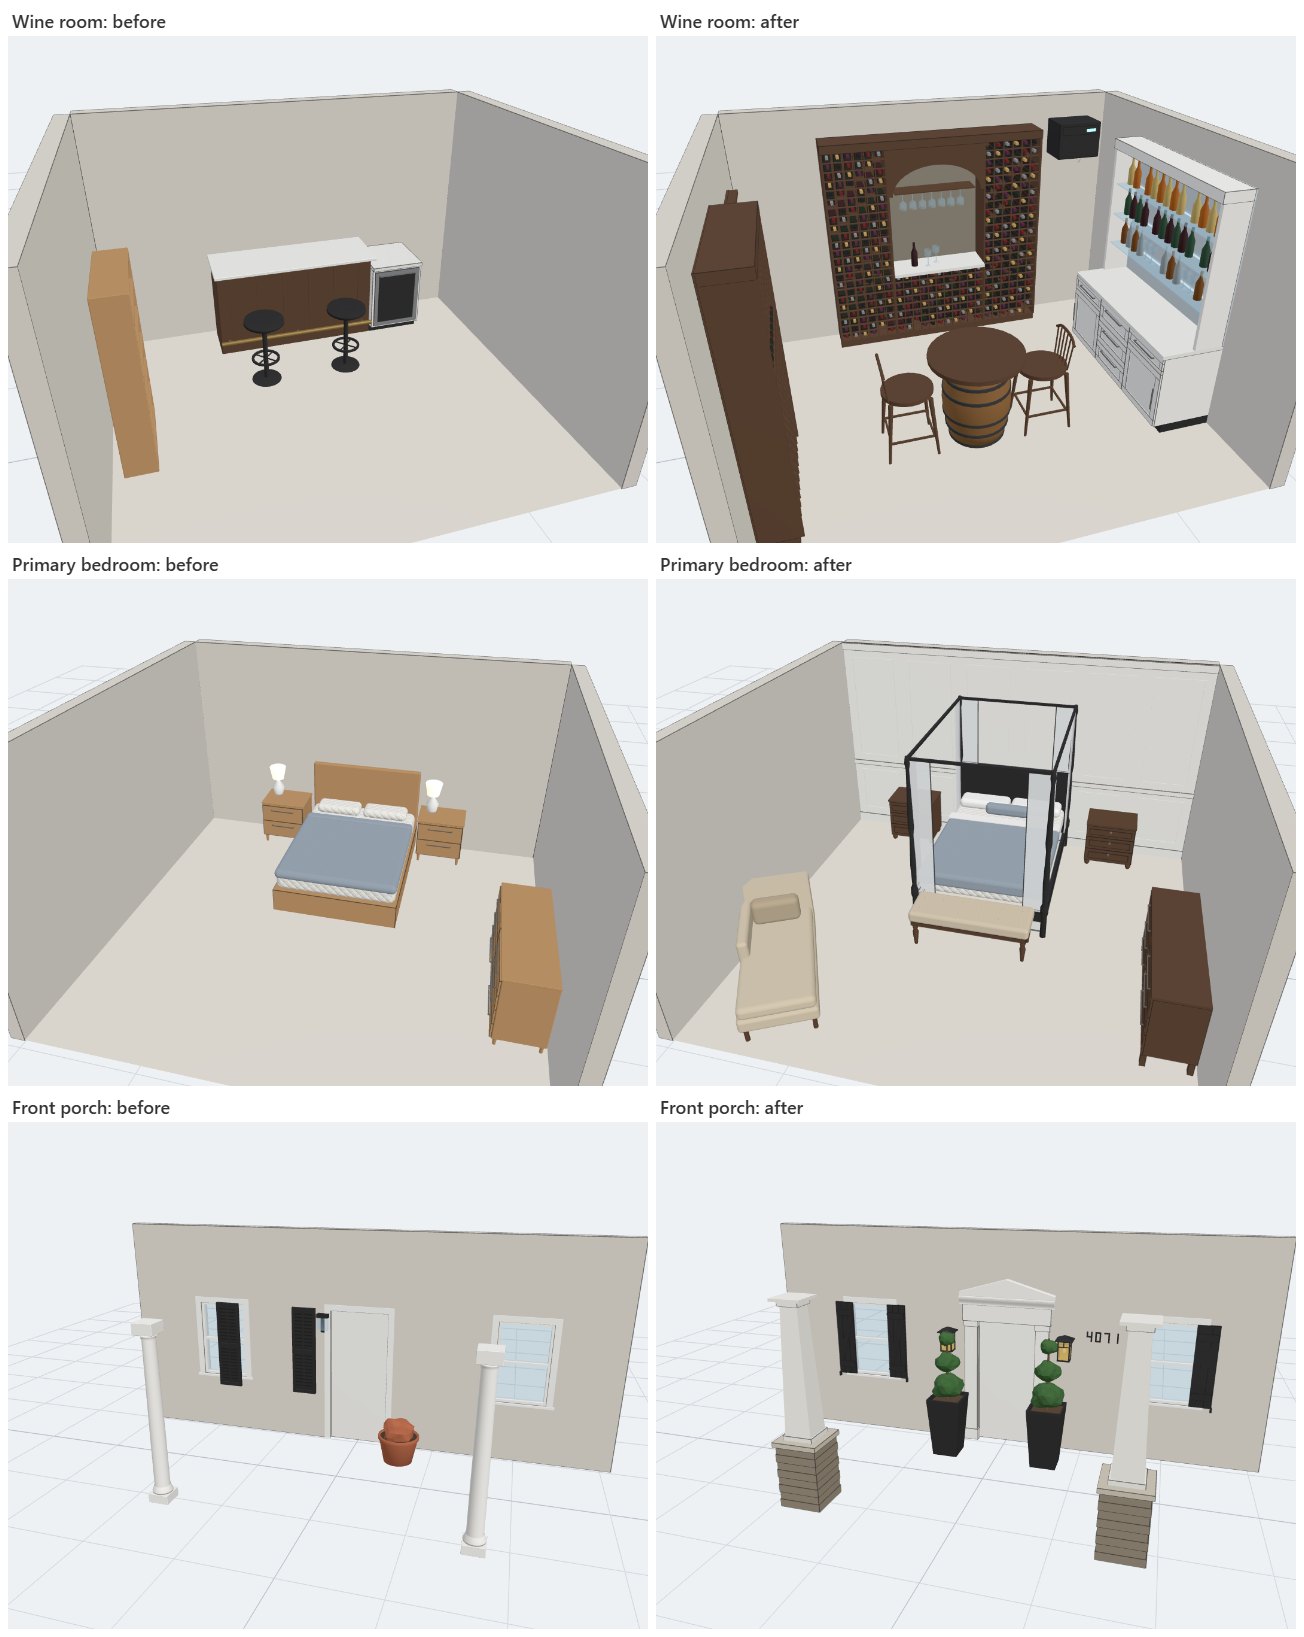 Wine room: before
Wine room: after
Primary bedroom: before
Primary bedroom: after
Front porch: before
Front porch: after
4071